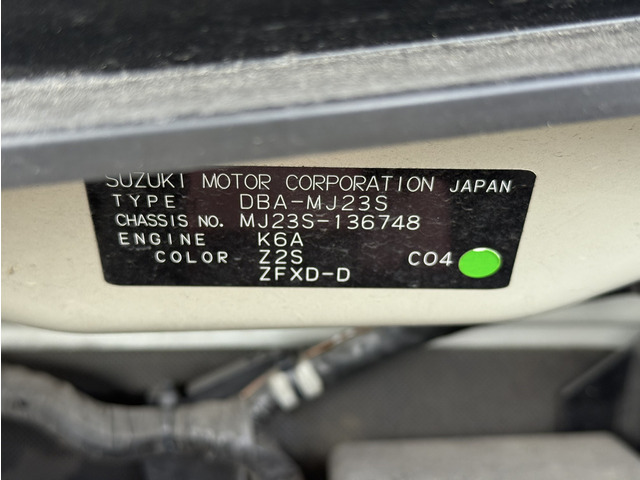 SUZUKI MOTOR CORPORATION JAPAN
TYPE DBA-MJ23S
CHASSIS NO. MJ23S-136748
ENGINE K6A
COLOR Z2S C04
ZFXD-D